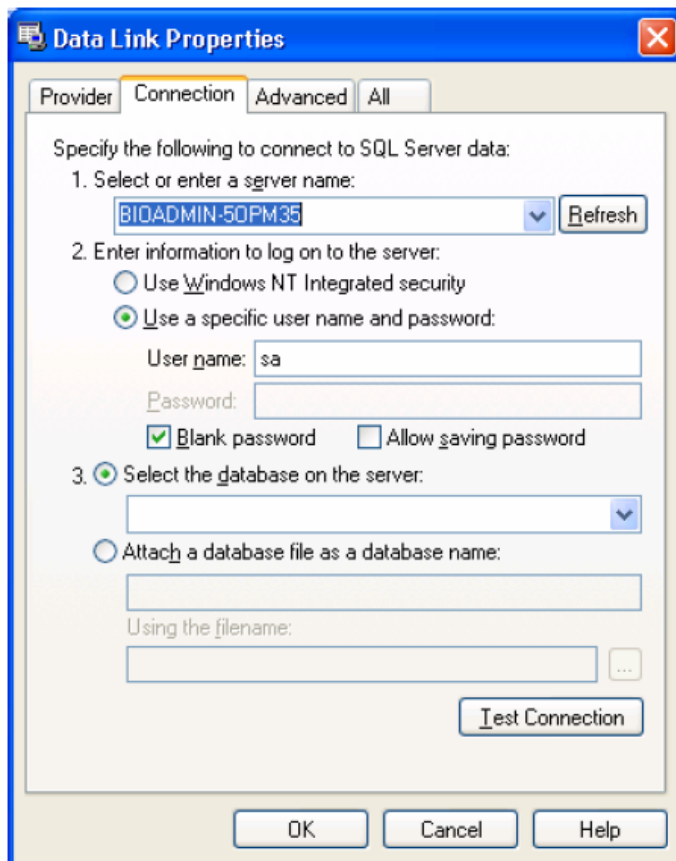 Data Link Properties
Provider Connection Advanced All
Specify the following to connect to SQL Server data:
1. Select or enter a server name:
BIOADMIN-5OPM35 Refresh
2. Enter information to log on to the server:
Use Windows NT Integrated security
Use a specific user name and password:
User name: sa
Password:
Blank password Allow saving password
3. Select the database on the server:
Attach a database file as a database name:
Using the filename:
...
Test Connection
OK Cancel Help